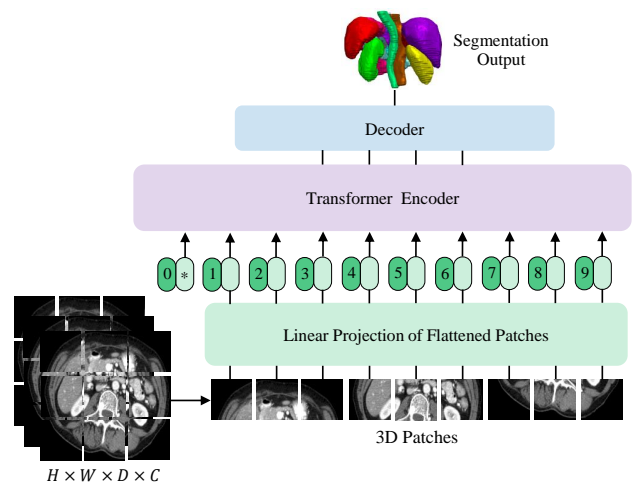 Segmentation
Output
Decoder
Transformer Encoder
0 * 1 2 3 4 5 6 7 8 9
Linear Projection of Flattened Patches
3D Patches
H × W × D × C